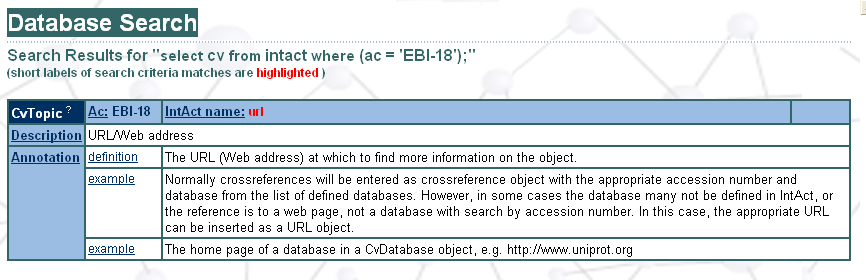 Database Search
Search Results for "select cv from intact where (ac = 'EBI-18');"
(short labels of search criteria matches are highlighted )
CvTopic ? Ac: EBI-18 IntAct name: url
Description URL/Web address
Annotation definition The URL (Web address) at which to find more information on the object.
example Normally crossreferences will be entered as crossreference object with the appropriate accession number and
database from the list of defined databases. However, in some cases the database many not be defined in IntAct, or
the reference is to a web page, not a database with search by accession number. In this case, the appropriate URL
can be inserted as a URL object.
example The home page of a database in a CvDatabase object, e.g. http://www.uniprot.org